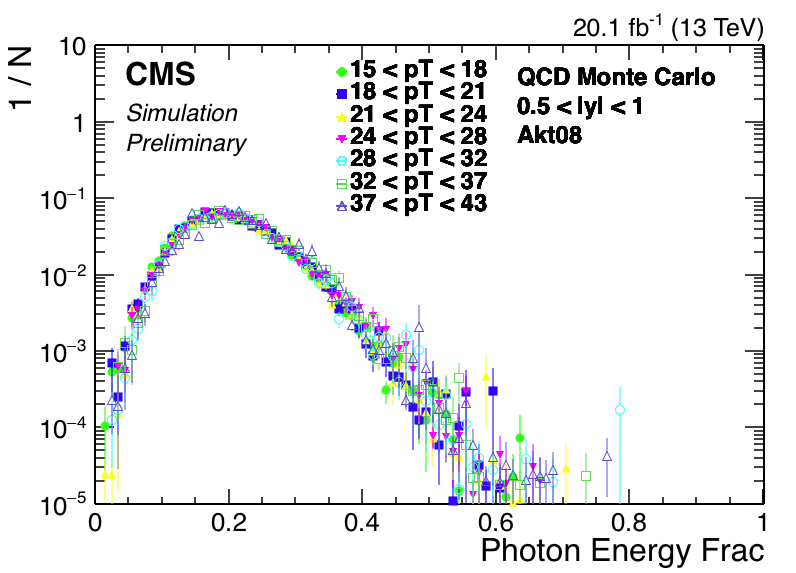 20.1 fb⁻¹ (13 TeV)
1 / N
10
1
10⁻¹
10⁻²
10⁻³
10⁻⁴
10⁻⁵
CMS
Simulation
Preliminary
15 < pT < 18
18 < pT < 21
21 < pT < 24
24 < pT < 28
28 < pT < 32
32 < pT < 37
37 < pT < 43
QCD Monte Carlo
0.5 < |y| < 1
Akt08
0 0.2 0.4 0.6 0.8 1
Photon Energy Frac